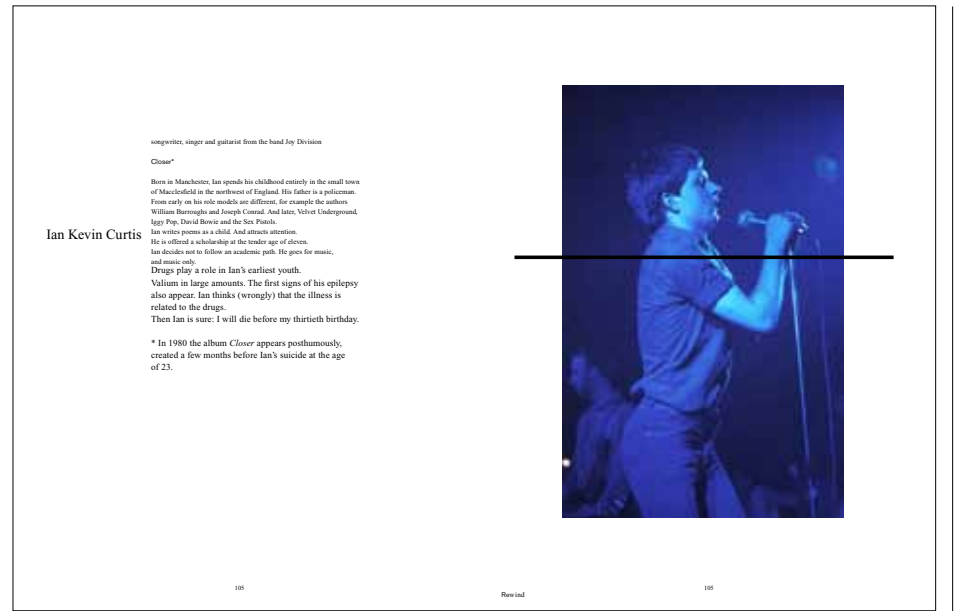 Ian Kevin Curtis
songwriter, singer and guitarist from the band Joy Division
Closer*
Born in Manchester, Ian spends his childhood entirely in the small town
of Macclesfield in the northwest of England. His father is a policeman.
From early on his role models are different, for example the authors
William Burroughs and Joseph Conrad. And later, Velvet Underground,
Iggy Pop, David Bowie and the Sex Pistols.
Ian writes poems as a child. And attracts attention.
He is offered a scholarship at the tender age of eleven.
Ian decides not to follow an academic path. He goes for music,
and music only.
Drugs play a role in Ian's earliest youth.
Valium in large amounts. The first signs of his epilepsy
also appear. Ian thinks (wrongly) that the illness is
related to the drugs.
Then Ian is sure: I will die before my thirtieth birthday.
* In 1980 the album Closer appears posthumously,
created a few months before Ian's suicide at the age
of 23.
105
Rewind
105